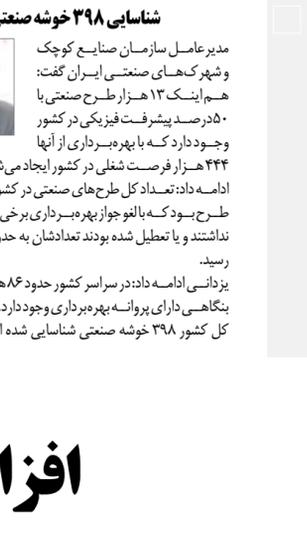 شناسایی ۳۹۸ خوشه صنعتی
مدیرعامل سازمان صنایع کوچک
و شهرک‌های صنعتی ایران گفت:
هم‌اینک ۱۳ هزار طرح صنعتی با
۵۰درصد پیشرفت فیزیکی در کشور
وجود دارد که با بهره‌برداری از آنها
۴۴۴ هزار فرصت شغلی در کشور ایجاد می‌ش
ادامه داد: تعداد کل طرح‌های صنعتی در کش
طرح بود که با لغو جواز بهره‌برداری برخی
نداشتند و یا تعطیل شده بودند تعدادشان به حد
رسید.
یزدانی ادامه داد: در سراسر کشور حدود ۸۶ ه
بنگاهی دارای پروانه بهره‌برداری وجود دارد.
کل کشور ۳۹۸ خوشه صنعتی شناسایی شده ا
افزا